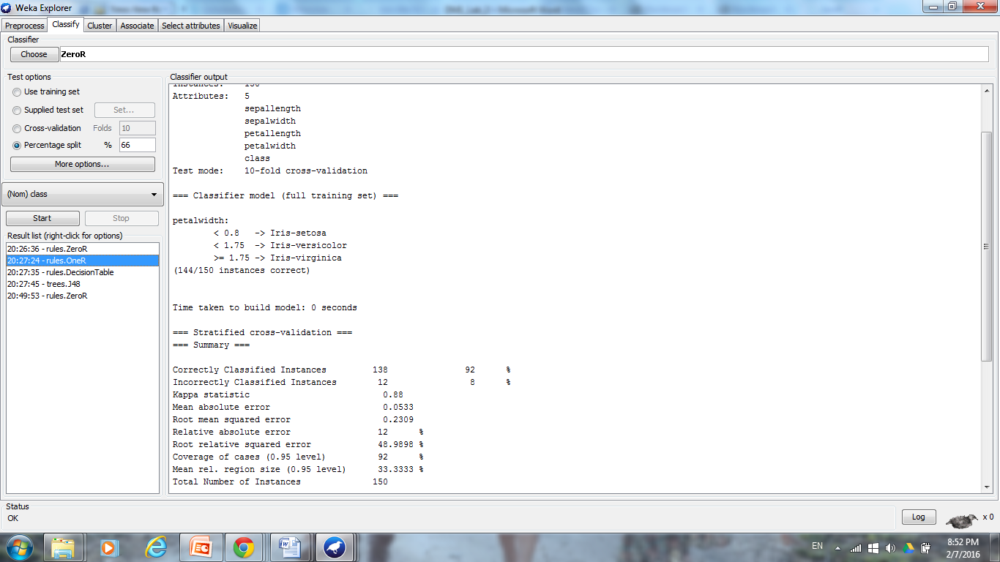 Weka Explorer
Preprocess Classify Cluster Associate Select attributes Visualize
Classifier
Choose ZeroR
Test options
Use training set
Supplied test set Set...
Cross-validation Folds 10
Percentage split % 66
More options...
(Nom) class
Start Stop
Result list (right-click for options)
20:26:36 - rules.ZeroR
20:27:24 - rules.OneR
20:27:35 - rules.DecisionTable
20:27:45 - trees.J48
20:49:53 - rules.ZeroR
Classifier output
Instances: 150
Attributes: 5
sepallength
sepalwidth
petallength
petalwidth
class
Test mode: 10-fold cross-validation
=== Classifier model (full training set) ===
petalwidth:
< 0.8 -> Iris-setosa
< 1.75 -> Iris-versicolor
>= 1.75 -> Iris-virginica
(144/150 instances correct)
Time taken to build model: 0 seconds
=== Stratified cross-validation ===
=== Summary ===
Correctly Classified Instances 138 92 %
Incorrectly Classified Instances 12 8 %
Kappa statistic 0.88
Mean absolute error 0.0533
Root mean squared error 0.2309
Relative absolute error 12 %
Root relative squared error 48.9898 %
Coverage of cases (0.95 level) 92 %
Mean rel. region size (0.95 level) 33.3333 %
Total Number of Instances 150
Status
OK
Log x 0
EN
8:52 PM
2/7/2016